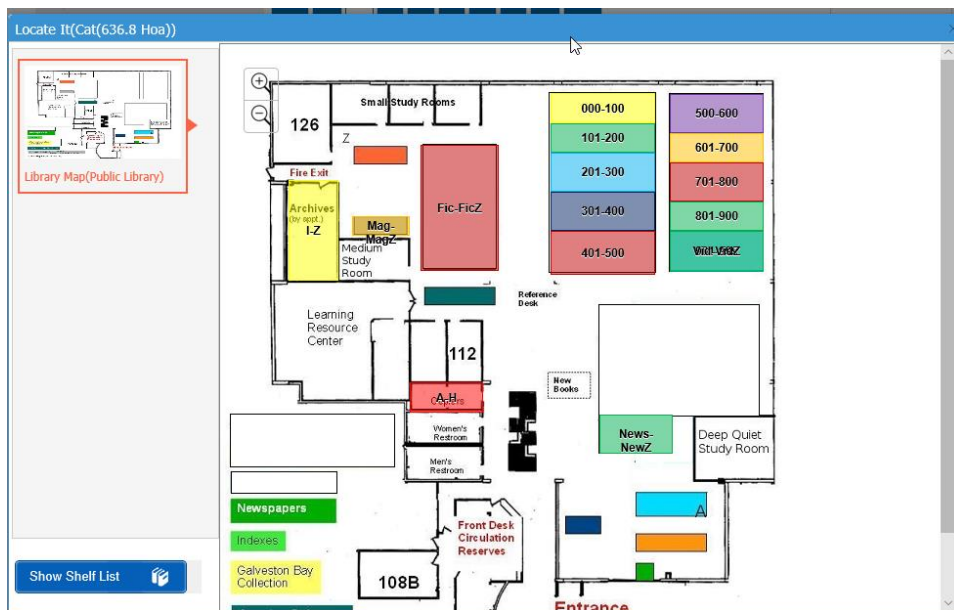 Locate It(Cat(636.8 Hoa))
Library Map(Public Library)
Show Shelf List
126
Small Study Rooms
Z
Fire Exit
Archives
(by appt.)
I-Z
Mag-
MagZ
Medium
Study
Room
Fic-FicZ
000-100
101-200
201-300
301-400
401-500
500-600
601-700
701-800
801-900
Reference
Desk
Learning
Resource
Center
112
A-H
Copiers
Women's
Restroom
Men's
Restroom
New
Books
News-
NewZ
Deep Quiet
Study Room
A
Newspapers
Indexes
Galveston Bay
Collection
Front Desk
Circulation
Reserves
108B
Entrance